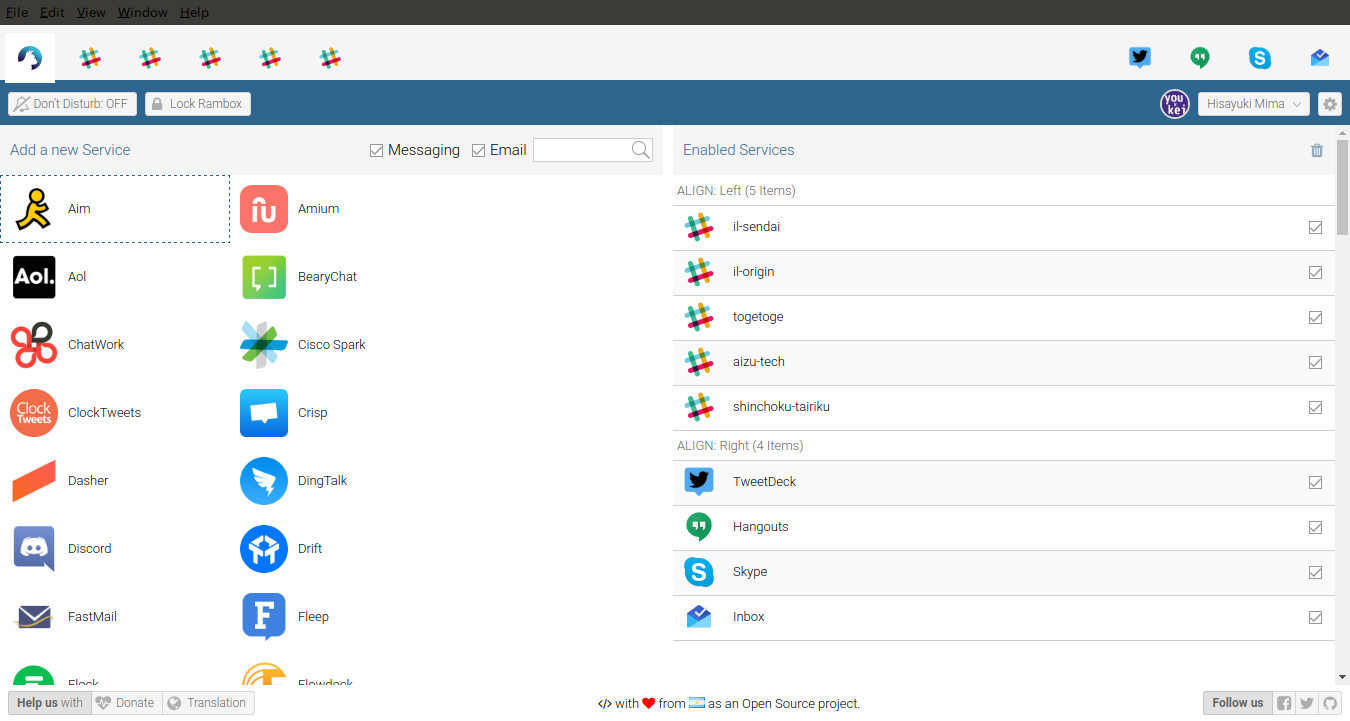 File Edit View Window Help
Don't Disturb: OFF
Lock Rambox
you kei
Hisayuki Mima
Add a new Service
Messaging
Email
Aim
Amium
Aol.
Aol
BearyChat
ChatWork
Cisco Spark
Clock
Tweets
ClockTweets
Crisp
Dasher
DingTalk
Discord
Drift
FastMail
F
Fleep
Flock
Flowdock
Enabled Services
ALIGN: Left (5 Items)
il-sendai
il-origin
togetoge
aizu-tech
shinchoku-tairiku
ALIGN: Right (4 Items)
TweetDeck
Hangouts
S
Skype
Inbox
Help us with
Donate
Translation
</> with from as an Open Source project.
Follow us